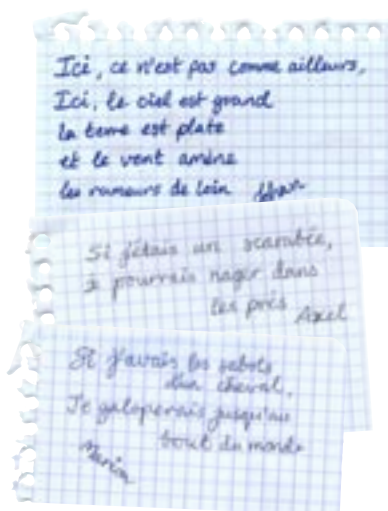 Ici, ce n'est pas comme ailleurs,
Ici, le ciel est grand
la terre est plate
et le vent amène
les rumeurs de loin
Si j'étais un scarabée,
je pourrais nager dans
les prés Axel
Si j'avais les sabots
d'un cheval,
Je galoperais jusqu'au
bout du monde
Marion